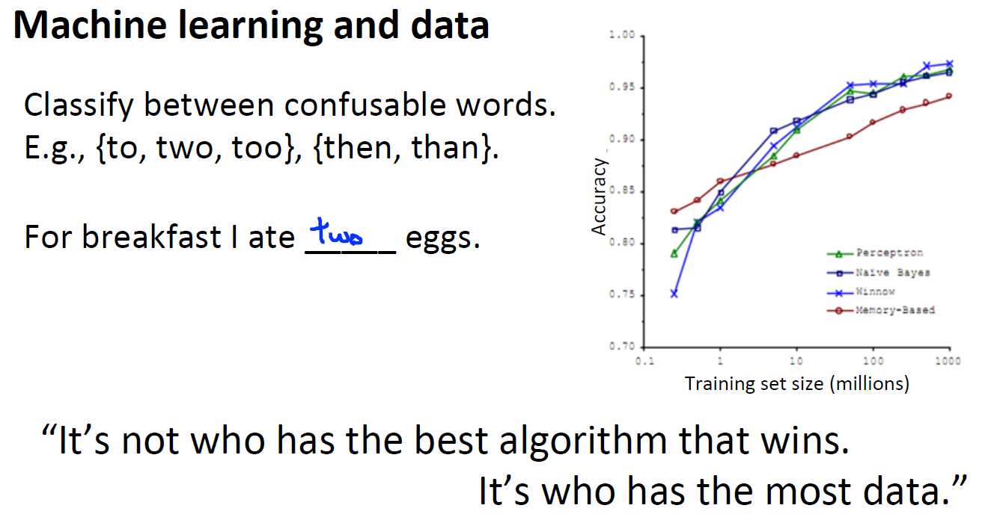 Machine learning and data
Classify between confusable words.
E.g., {to, two, too}, {then, than}.
For breakfast I ate two eggs.
1.00
0.95
0.90
0.85
0.80
0.75
0.70
Accuracy
0.1 1 10 100 1000
Training set size (millions)
Perceptron
Naïve Bayes
Winnow
Memory-Based
“It’s not who has the best algorithm that wins.
It’s who has the most data.”